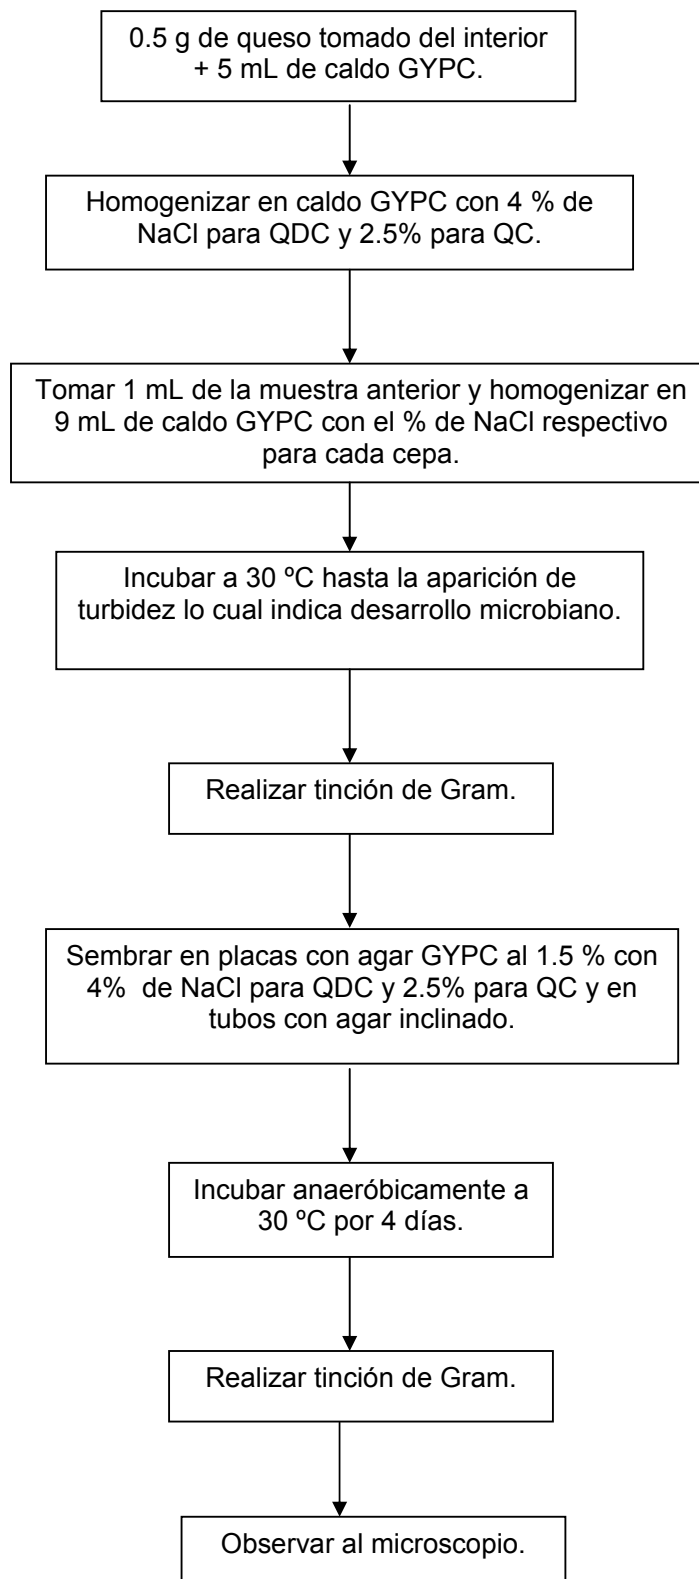 0.5 g de queso tomado del interior
+ 5 mL de caldo GYPC.
Homogenizar en caldo GYPC con 4 % de
NaCl para QDC y 2.5% para QC.
Tomar 1 mL de la muestra anterior y homogenizar en
9 mL de caldo GYPC con el % de NaCl respectivo
para cada cepa.
Incubar a 30 ºC hasta la aparición de
turbidez lo cual indica desarrollo microbiano.
Realizar tinción de Gram.
Sembrar en placas con agar GYPC al 1.5 % con
4%  de NaCl para QDC y 2.5% para QC y en
tubos con agar inclinado.
Incubar anaeróbicamente a
30 ºC por 4 días.
Realizar tinción de Gram.
Observar al microscopio.